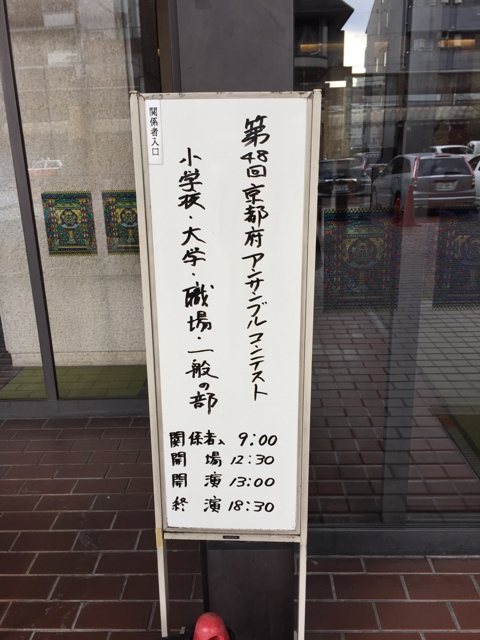 関係者入口
第48回京都府アンサンブルコンテスト
小学校・大学・職場・一般の部
関係者入 9:00
開場 12:30
開演 13:00
終演 18:30